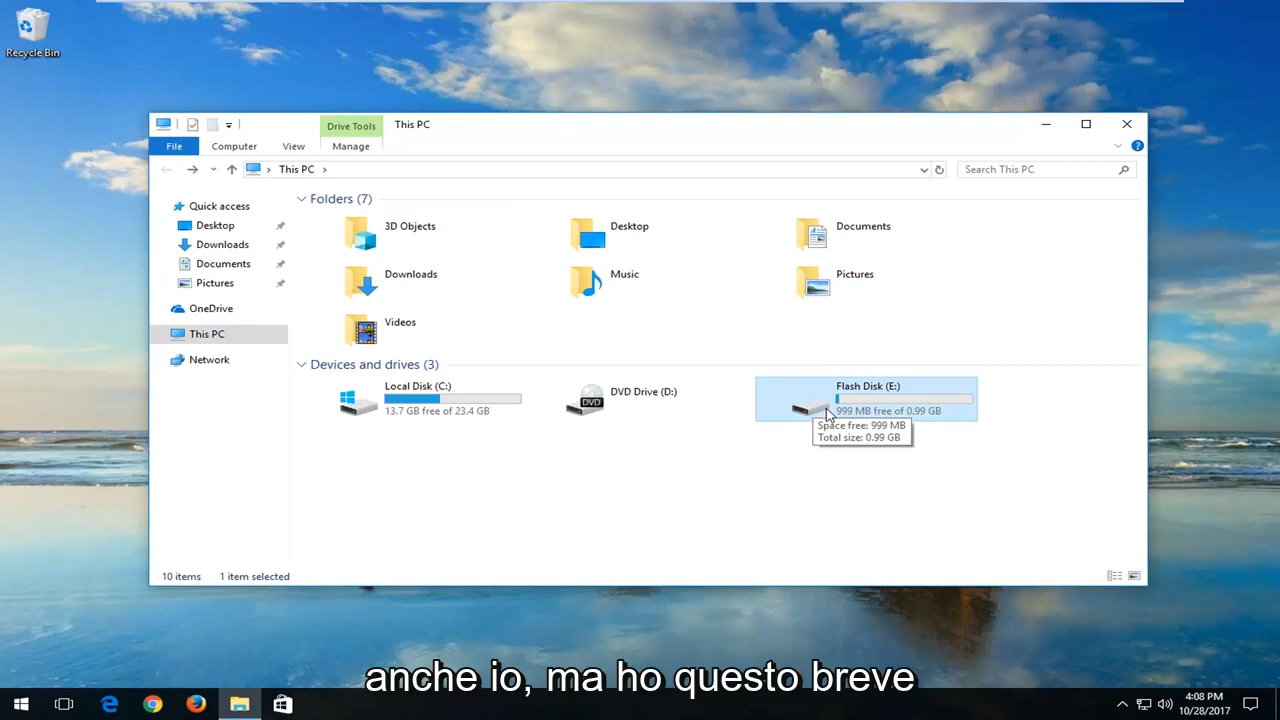 Recycle Bin
Drive Tools
This PC
File
Computer
View
Manage
This PC
Search This PC
Quick access
Desktop
Downloads
Documents
Pictures
OneDrive
This PC
Network
Folders (7)
3D Objects
Desktop
Documents
Downloads
Music
Pictures
Videos
Devices and drives (3)
Local Disk (C:)
13.7 GB free of 23.4 GB
DVD
DVD Drive (D:)
Flash Disk (E:)
999 MB free of 0.99 GB
Space free: 999 MB
Total size: 0.99 GB
10 items
1 item selected
anche io, ma ho questo breve
4:08 PM
10/28/2017